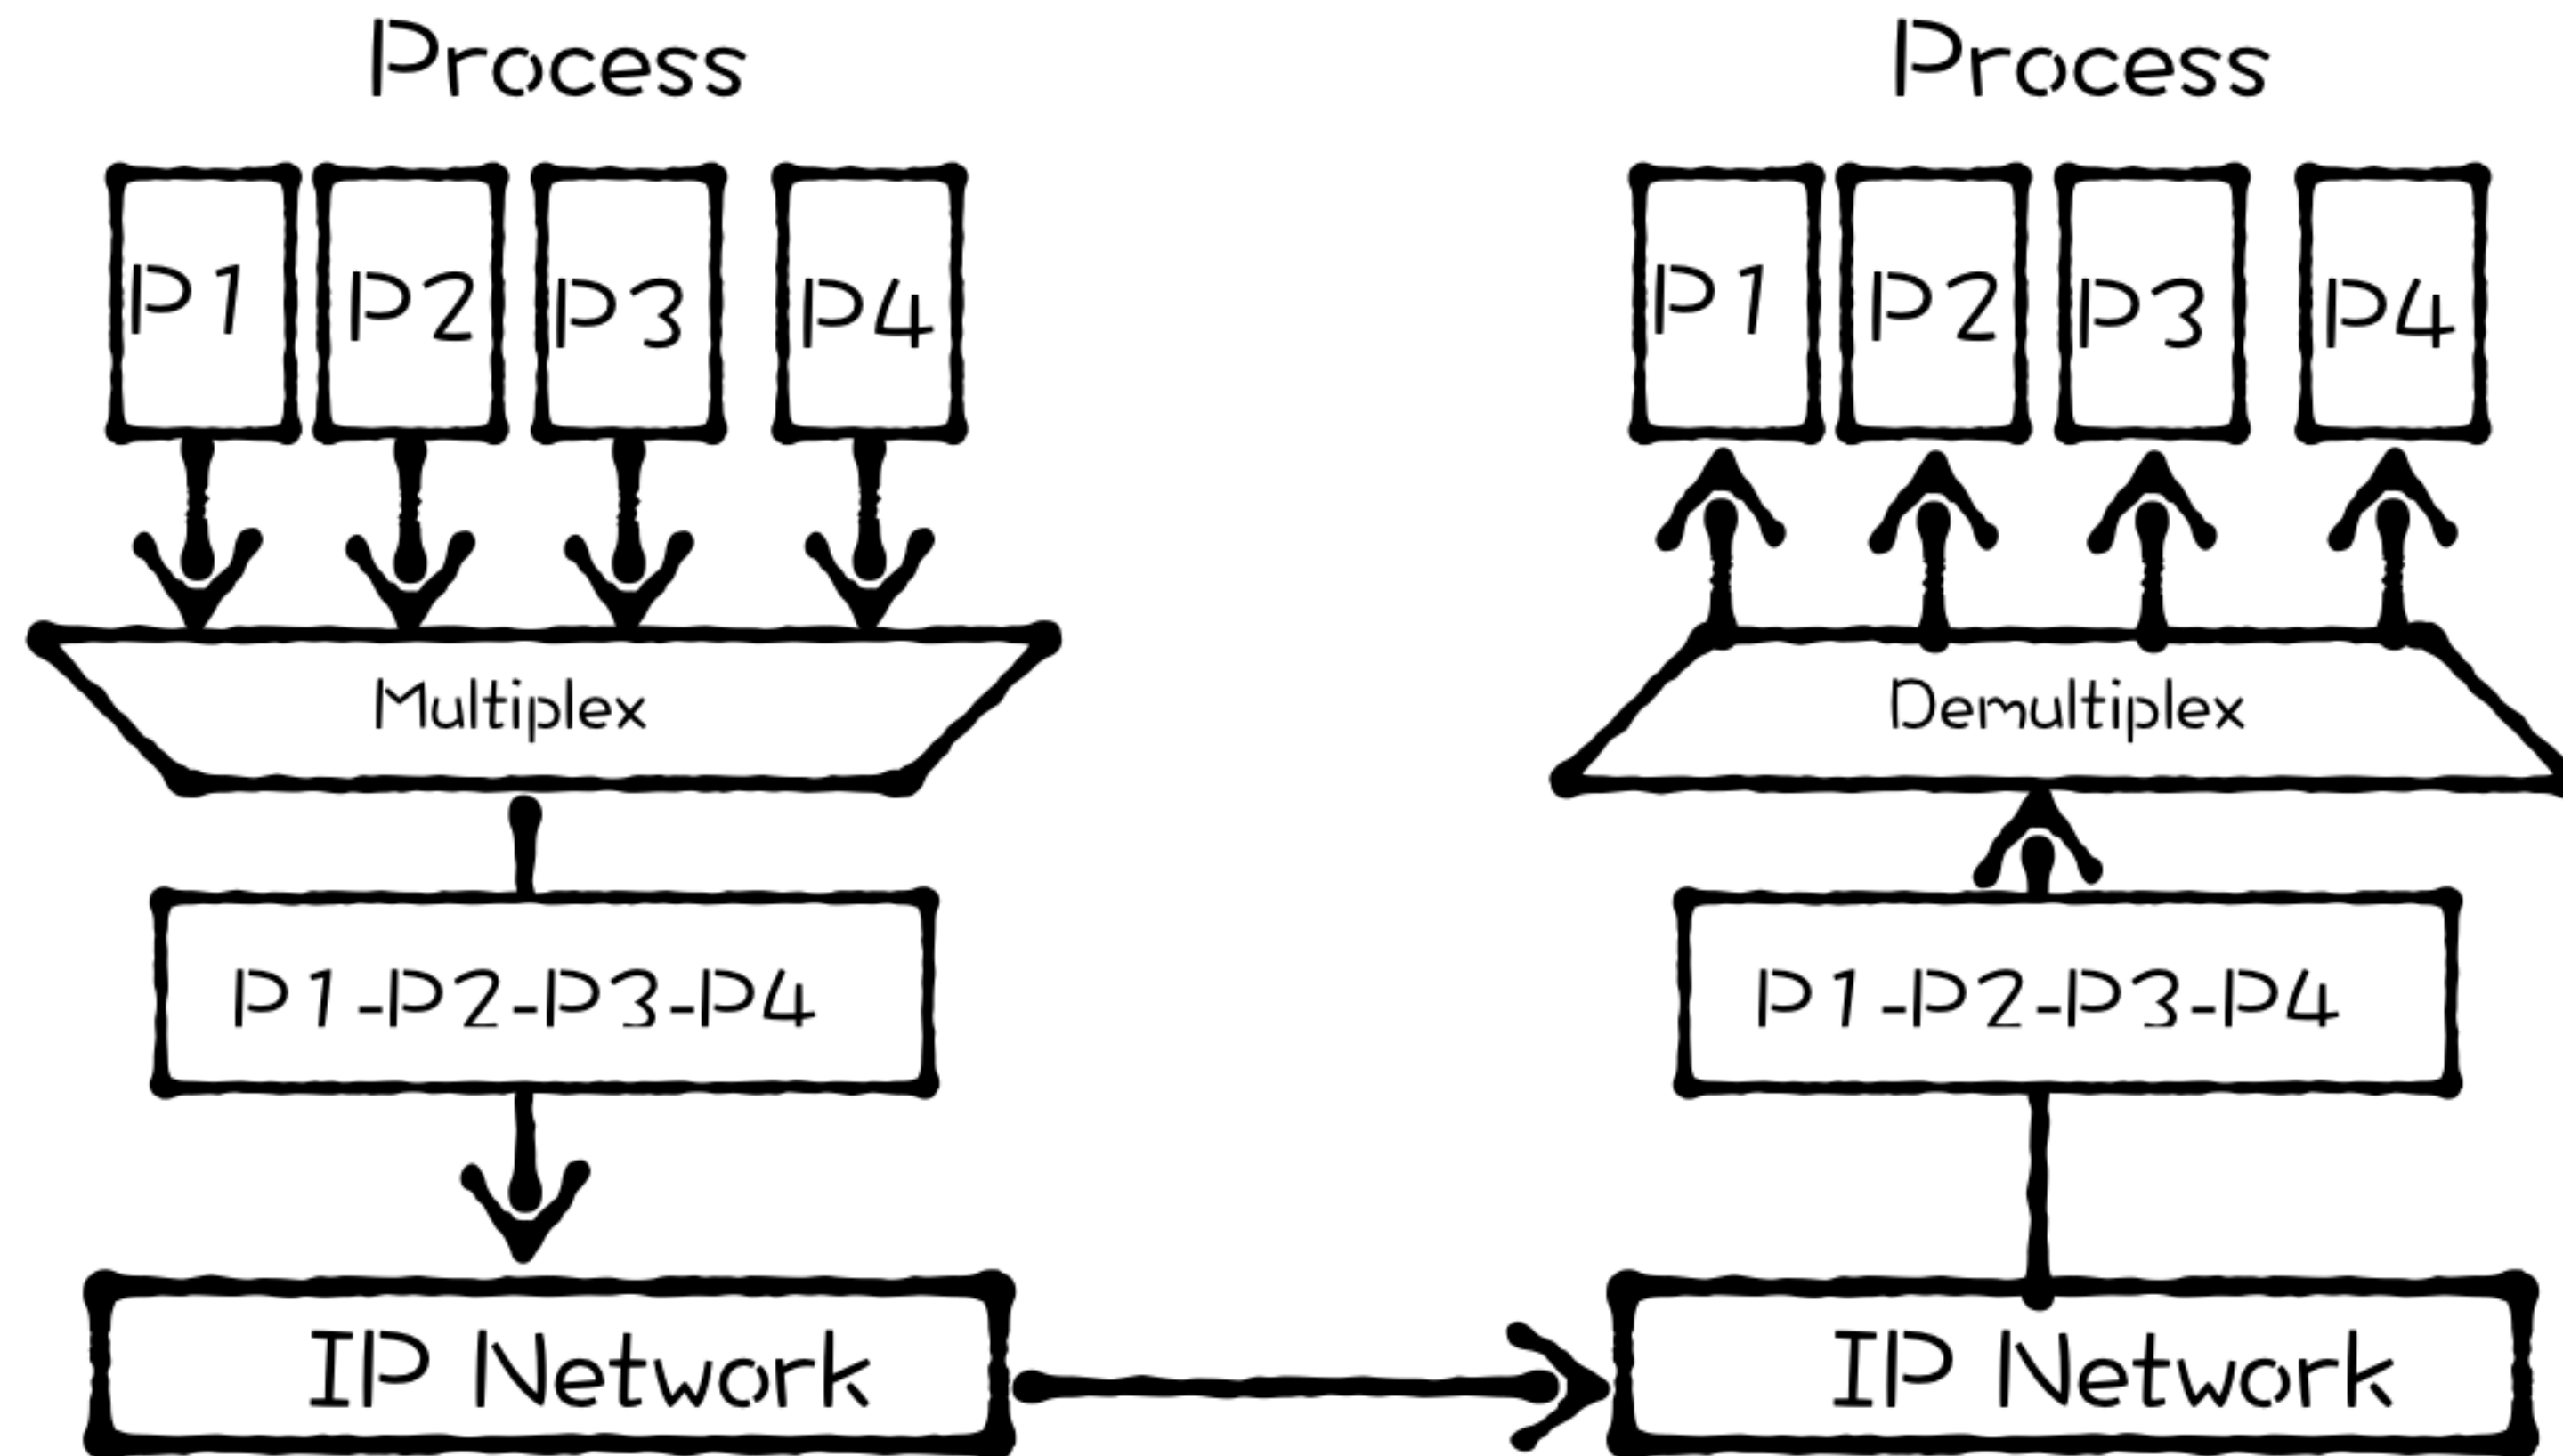 Process
P1 P2 P3 P4
Multiplex
P1-P2-P3-P4
IP Network
Process
P1 P2 P3 P4
Demultiplex
P1-P2-P3-P4
IP Network